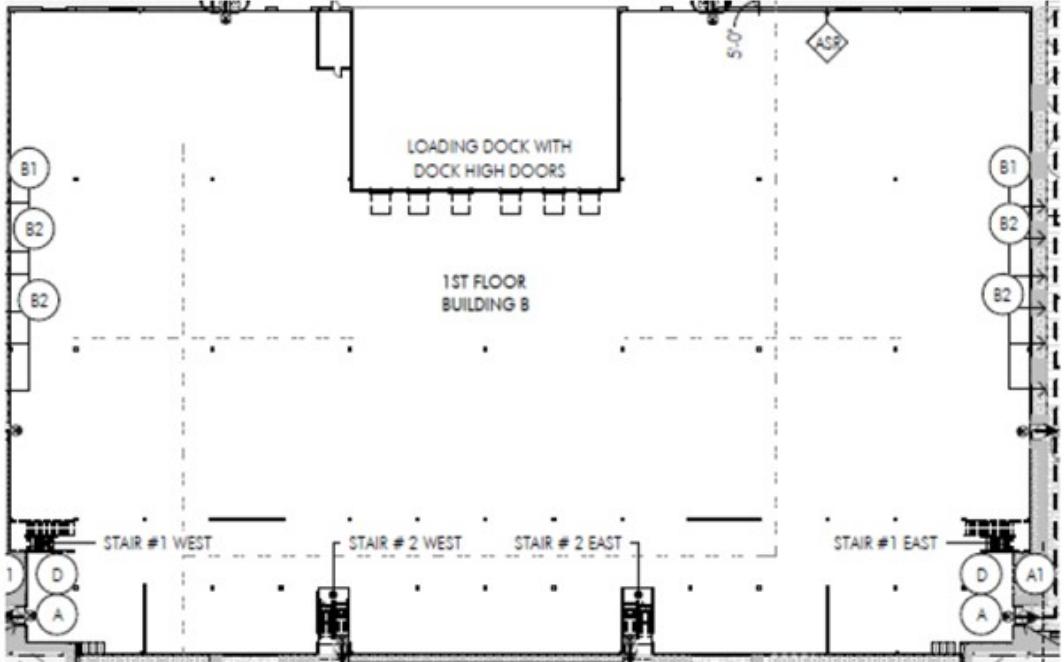 5'-0"
ASR
LOADING DOCK WITH
DOCK HIGH DOORS
B1
B1
B2
B2
1ST FLOOR
BUILDING B
B2
B2
STAIR #1 WEST
STAIR # 2 WEST
STAIR # 2 EAST
STAIR #1 EAST
1
D
D
A1
A
A